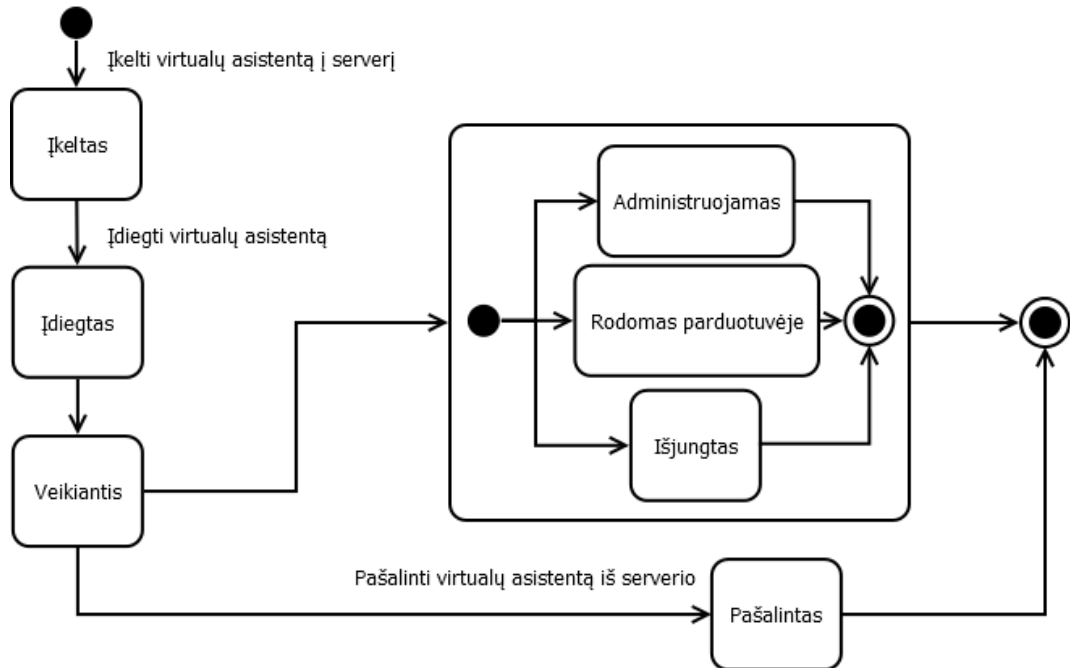 Įkelti virtualų asistentą į serverį
Įkeltas
Įdiegti virtualų asistentą
Įdiegtas
Veikiantis
Administruojamas
Rodomas parduotuvėje
Išjungtas
Pašalinti virtualų asistentą iš serverio
Pašalintas